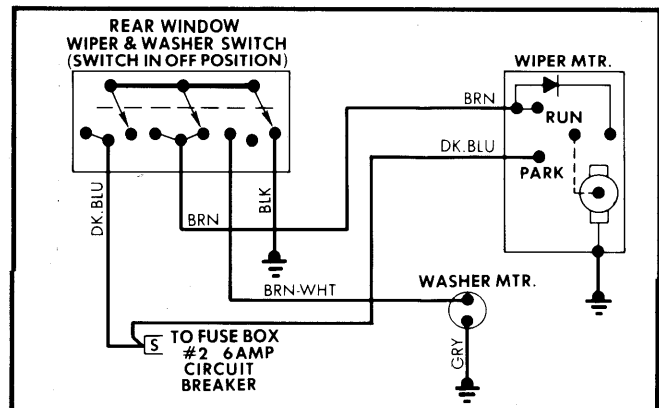 REAR WINDOW
WIPER & WASHER SWITCH
(SWITCH IN OFF POSITION)
WIPER MTR.
BRN
RUN
DK.BLU
PARK
DK.BLU
BRN
BLK
BRN-WHT
WASHER MTR.
S
TO FUSE BOX
#2 6AMP
CIRCUIT
BREAKER
GRY